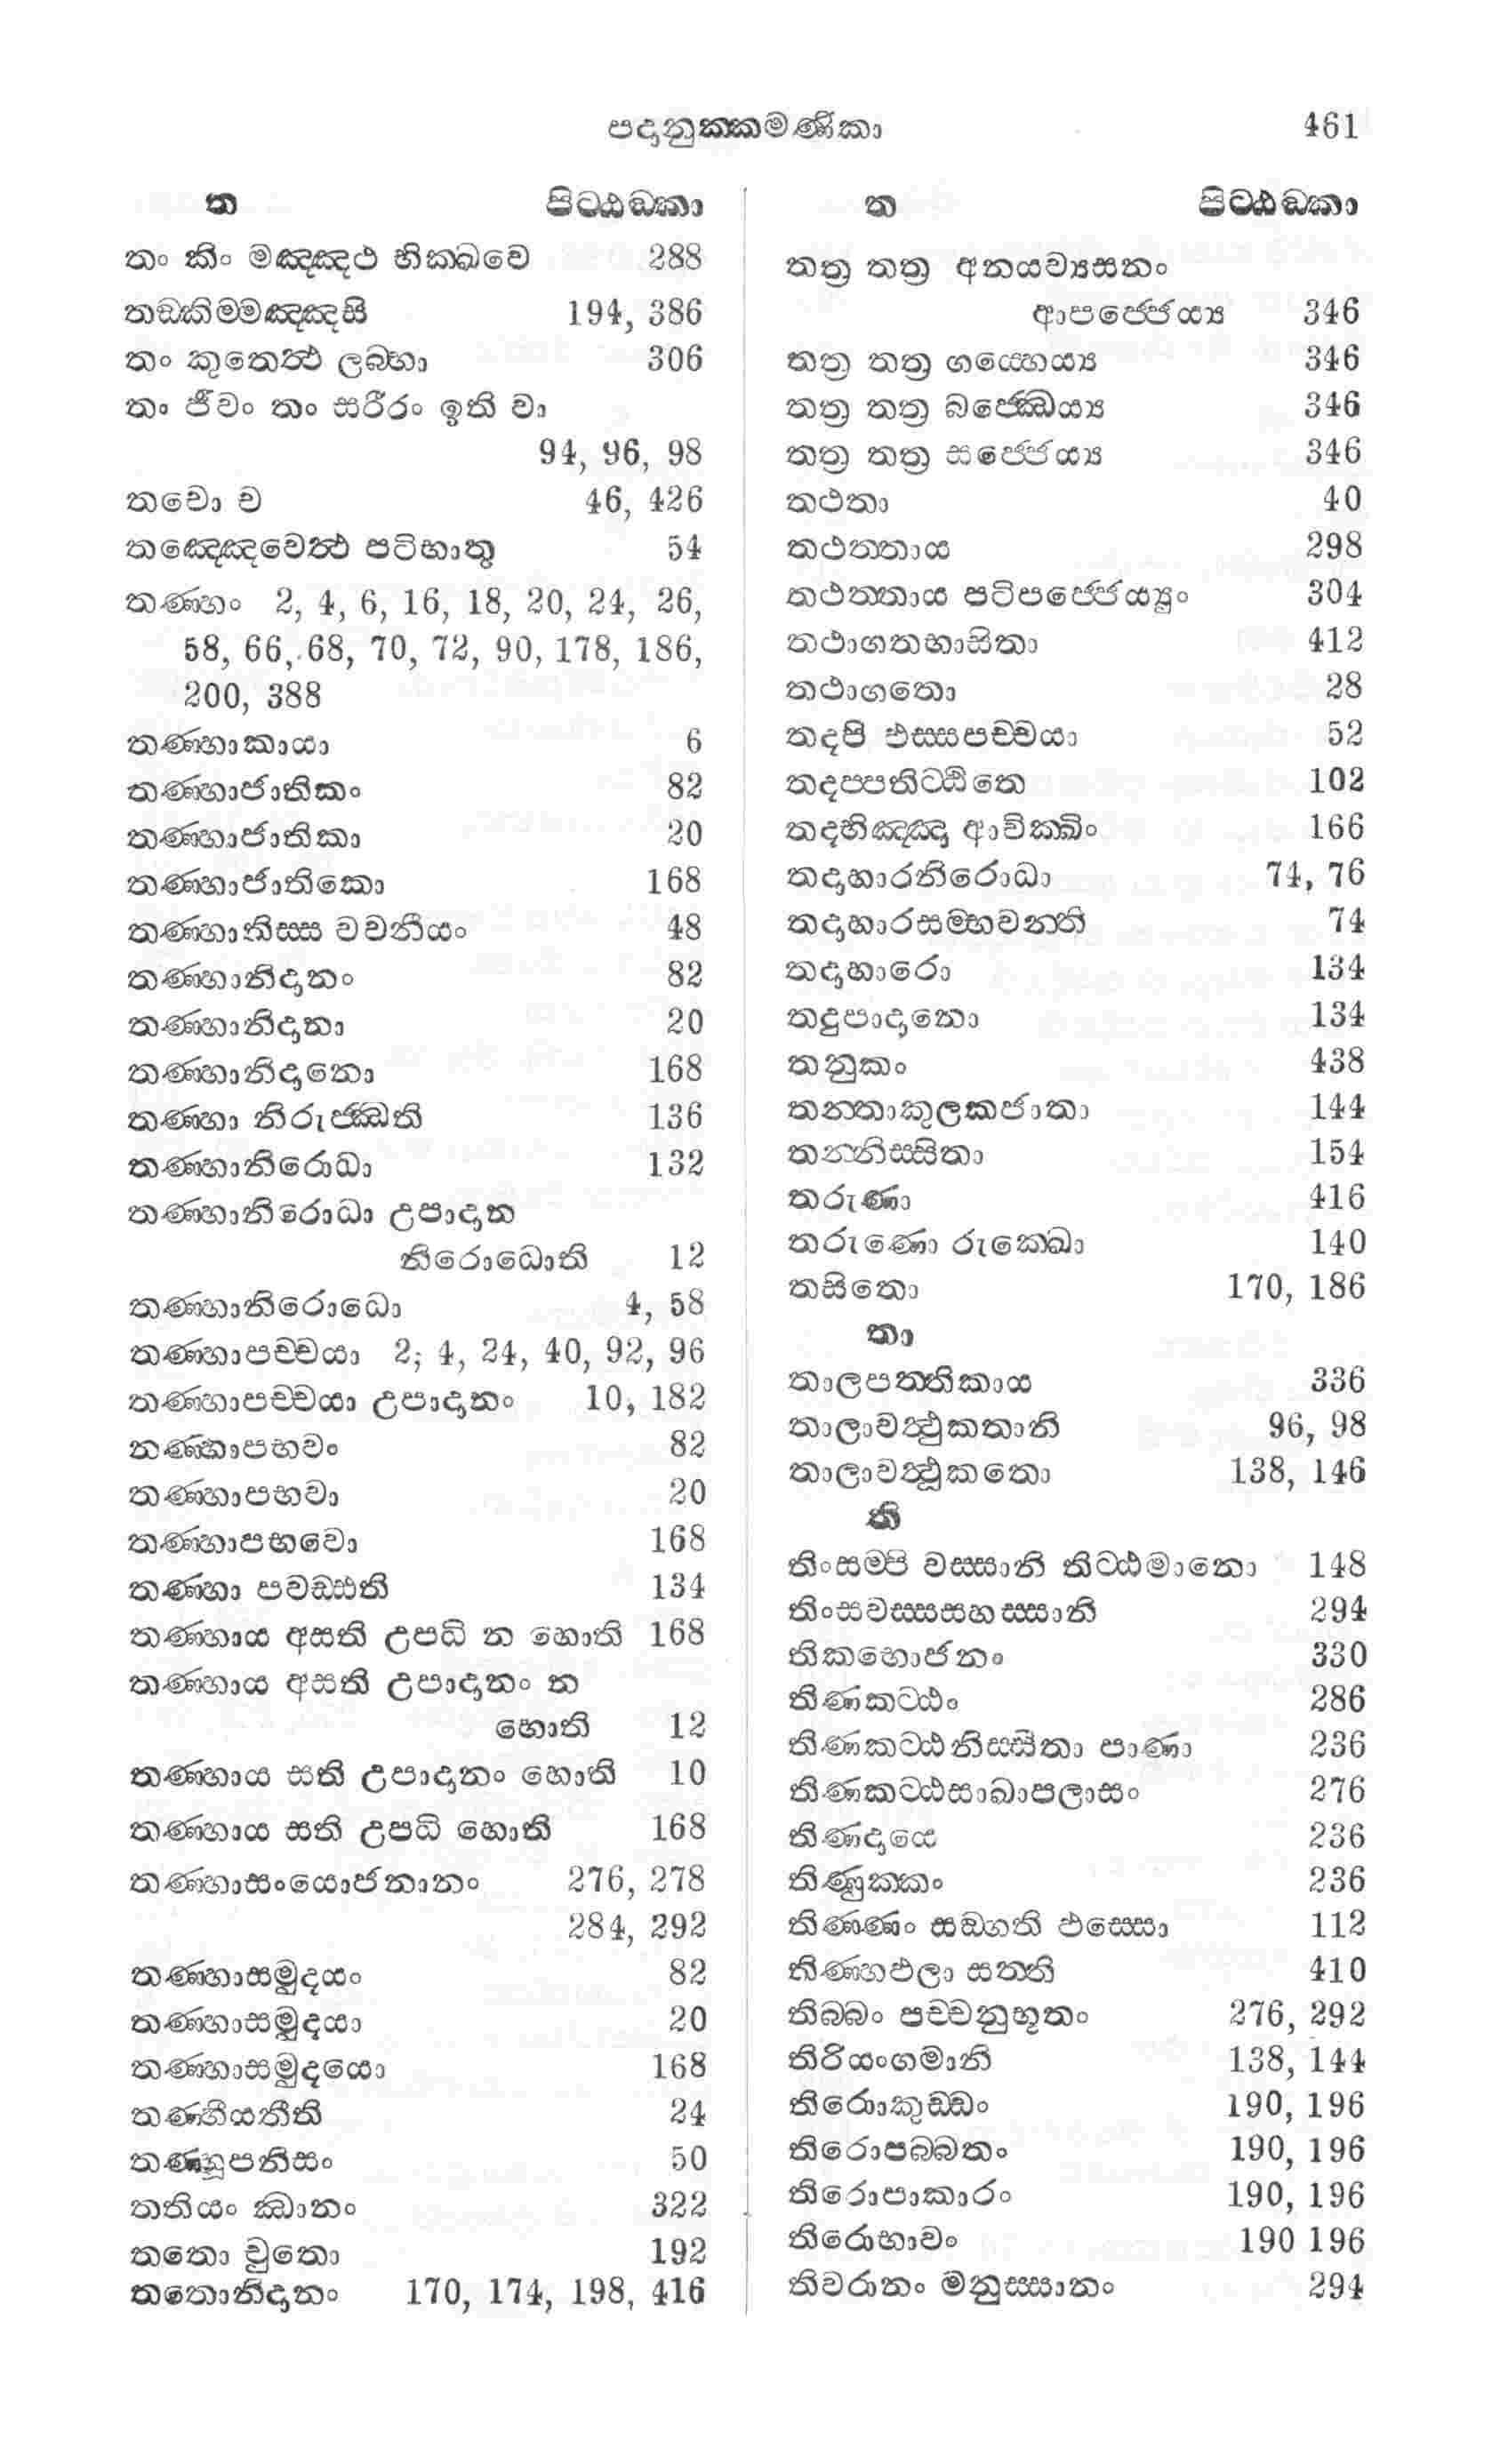 පදානුක්කමණිකා 461
ත පිට්ඨඞ්කා
තං කිං මඤ්ඤථ භික්ඛවෙ 288
තඞ්කිම්මඤ්ඤසි 194, 386
තං කුතෙත්ථ ලබ්භා 306
තං ජීවං තං සරීරං ඉති වා
94, 96, 98
තචො ච 46, 426
තඤ්ඤෙවෙත්ථ පටිභාතු 54
තණ්හං 2, 4, 6, 16, 18, 20, 24, 26,
58, 66, 68, 70, 72, 90, 178, 186,
200, 388
තණ්හාකායා 6
තණ්හාජාතිකං 82
තණ්හාජාතිකා 20
තණ්හාජාතිකො 168
තණ්හාතිස්ස වචනීයං 48
තණ්හානිදානං 82
තණ්හානිදානා 20
තණ්හානිදානො 168
තණ්හා නිරුජ්ඣති 136
තණ්හානිරොධා 132
තණ්හානිරොධා උපාදාන
නිරොධොති 12
තණ්හානිරොධො 4, 58
තණ්හාපච්චයා 2; 4, 24, 40, 92, 96
තණ්හාපච්චයා උපාදානං 10, 182
තණ්හාපභවං 82
තණ්හාපභවා 20
තණ්හාපභවො 168
තණ්හා පවඩ්ඪති 134
තණ්හාය අසති උපධි න හොති 168
තණ්හාය අසති උපාදානං න
හොති 12
තණ්හාය සති උපාදානං හොති 10
තණ්හාය සති උපධි හොති 168
තණ්හාසංයොජනානං 276, 278
284, 292
තණ්හාසමුදයං 82
තණ්හාසමුදයා 20
තණ්හාසමුදයො 168
තණ්හීයතීති 24
තණ්හූපනිසං 50
තතියං ඣානං 322
තතො චුතො 192
තතොනිදානං 170, 174, 198, 416
ත පිට්ඨඞ්කා
තත්‍ර තත්‍ර අනයව්‍යසනං
ආපජ්ජෙය්‍ය 346
තත්‍ර තත්‍ර ගය්හෙය්‍ය 346
තත්‍ර තත්‍ර බජ්ඣෙය්‍ය 346
තත්‍ර තත්‍ර සජ්ජෙය්‍ය 346
තථතා 40
තථත්තාය 298
තථත්තාය පටිපජ්ජෙය්‍යුං 304
තථාගතභාසිතා 412
තථාගතො 28
තදපි ඵස්සපච්චයා 52
තදප්පතිට්ඨිතෙ 102
තදභිඤ්ඤා ආචික්ඛිං 166
තදාහාරනිරොධා 74, 76
තදාහාරසම්භවන්ති 74
තදාහාරො 134
තදුපාදානො 134
තනුකං 438
තන්තාකුලකජාතා 144
තන්නිස්සිතා 154
තරුණා 416
තරුණො රුක්ඛො 140
තසිතො 170, 186
තා
තාලපත්තිකාය 336
තාලාවත්ථුකතානි 96, 98
තාලාවත්ථූකතො 138, 146
ති
තිංසම්පි වස්සානි තිට්ඨමානො 148
තිංසවස්සසහස්සානි 294
තිකභොජනං 330
තිණකට්ඨං 286
තිණකට්ඨනිස්සිතා පාණා 236
තිණකට්ඨසාඛාපලාසං 276
තිණදායෙ 236
තිණුක්කං 236
තිණ්ණං සඞ්ගති ඵස්සො 112
තිණ්හඵලා සත්ති 410
තිබ්බං පච්චනුභූතං 276, 292
තිරියංගමානි 138, 144
තිරොකුඩ්ඩං 190, 196
තිරොපබ්බතං 190, 196
තිරොපාකාරං 190, 196
තිරොභාවං 190 196
තිවරානං මනුස්සානං 294